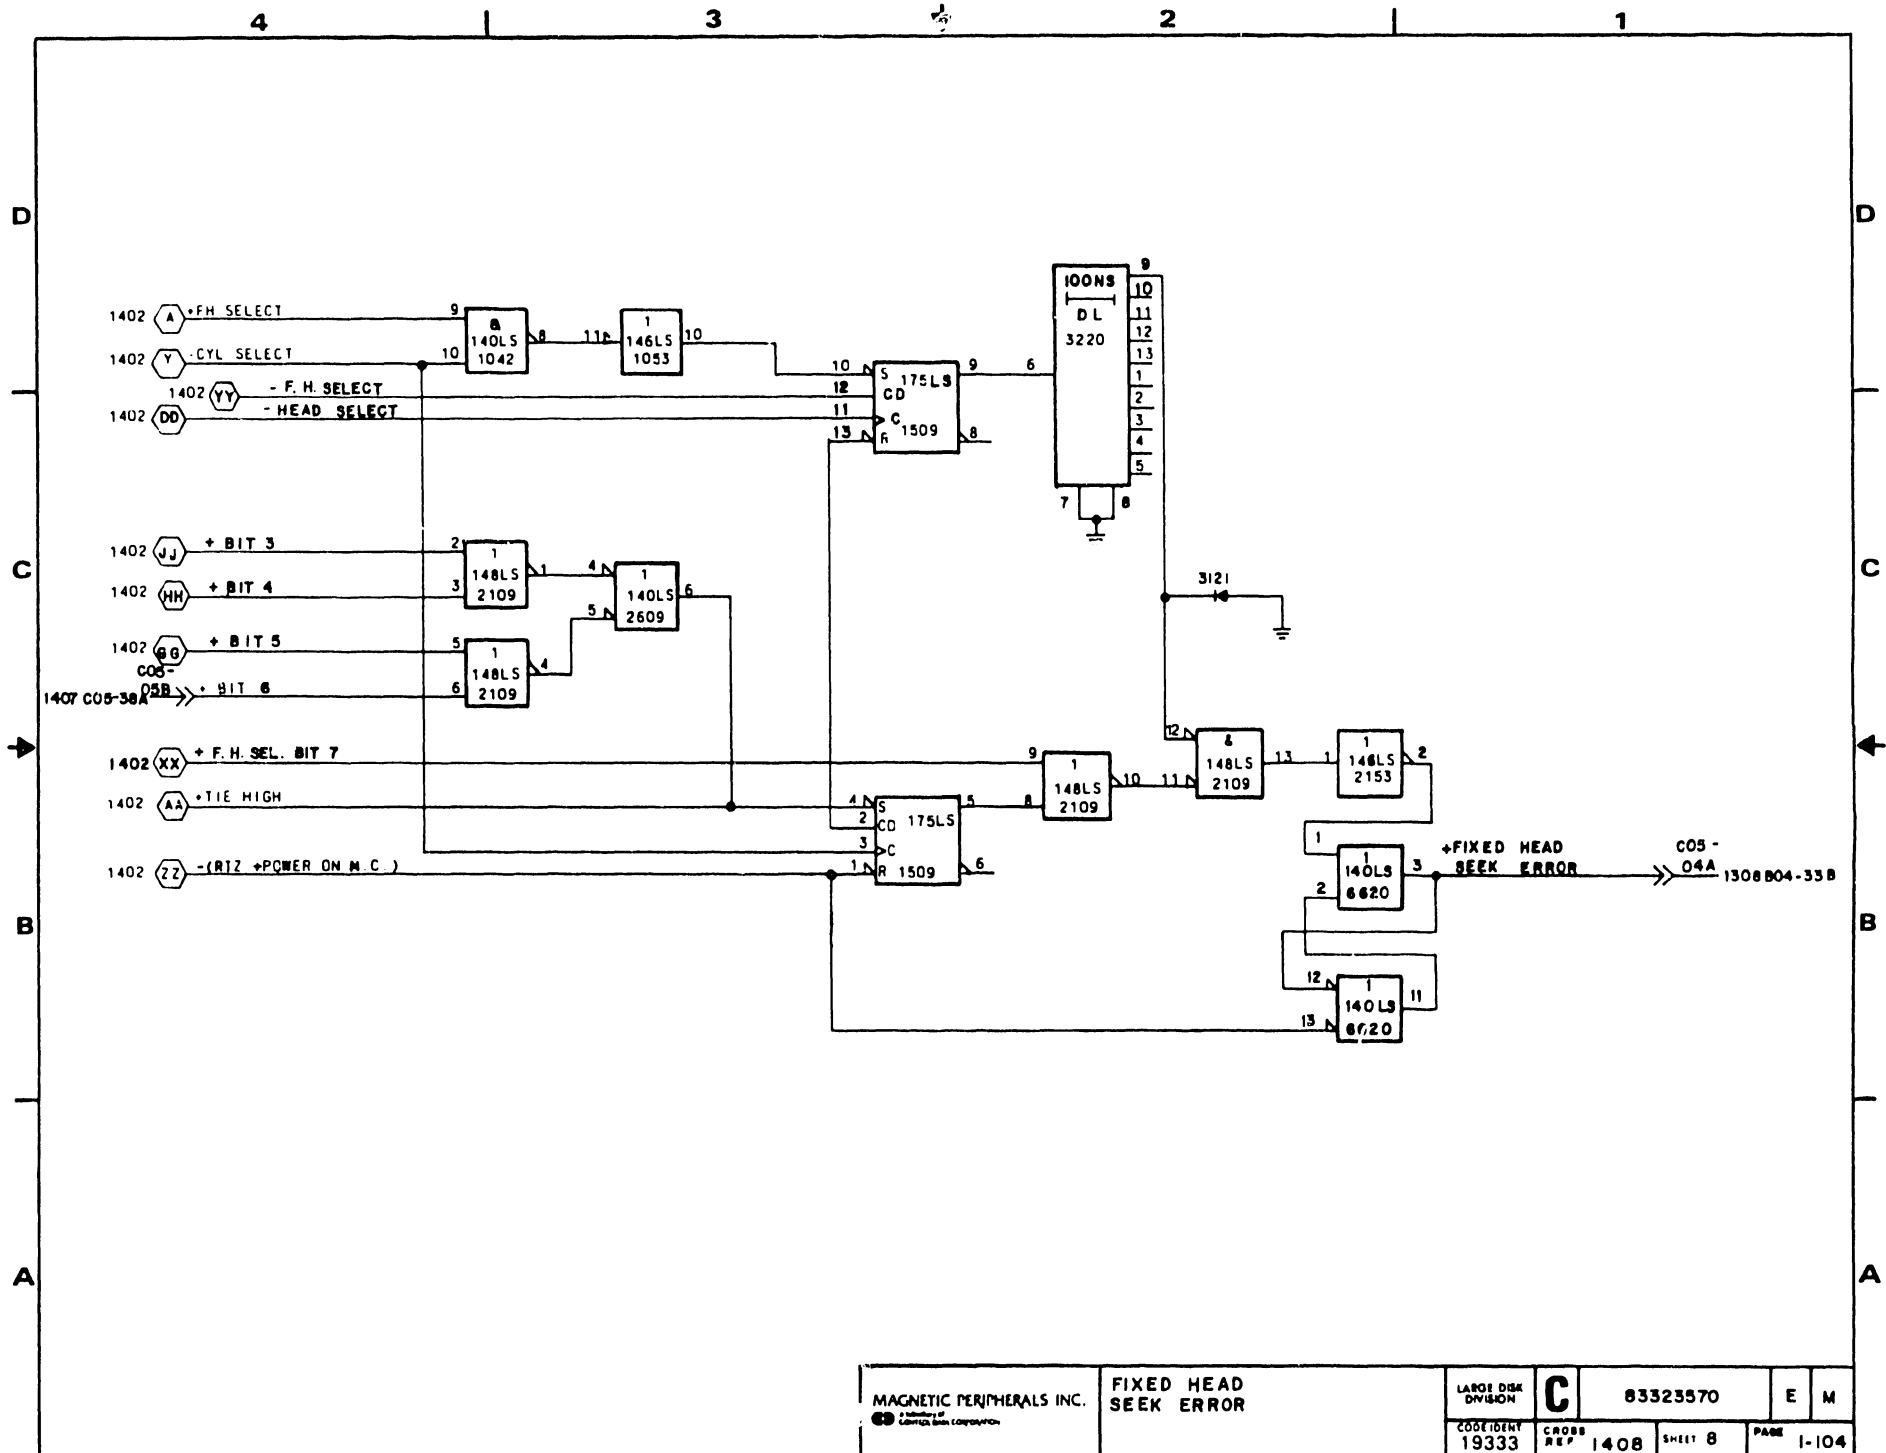 4 3 2 1
D D
1402 A +FH SELECT 9
1402 Y -CYL SELECT 10
&
140LS
1042
8 11
1
146LS
1053
10
1402 YY - F. H. SELECT
1402 DD - HEAD SELECT
10 S 175LS 9
12 CD
11 C
13 R 1509 8
6
100NS
DL
3220
9
10
11
12
13
1
2
3
4
5
7 8
C C
1402 JJ + BIT 3 2
1402 HH + BIT 4 3
1
148LS
2109
1 4
1402 GG + BIT 5 5
C05-
05B
1407 C05-38A + BIT 6 6
1
148LS
2109
4 5
1
140LS
2609
6
3121
1402 XX + F. H. SEL. BIT 7 9
1402 AA +TIE HIGH
1402 ZZ -(RTZ +POWER ON M.C.)
4 S 175LS 5
2 CD
3 C
1 R 1509 6
8
1
148LS
2109
10 11
12
&
148LS
2109
13 1
1
146LS
2153
2
1
1
140LS
6620
2 3
+FIXED HEAD
SEEK ERROR
C05-
04A
1308 B04-33B
12
1
140LS
6620
13 11
B B
A A
MAGNETIC PERIPHERALS INC.
a subsidiary of
CONTROL DATA CORPORATION
FIXED HEAD
SEEK ERROR
LARGE DISK
DIVISION
C 83323570 E M
CODE IDENT
19333
CROSS
REF 1408
SHEET 8
PAGE 1-104